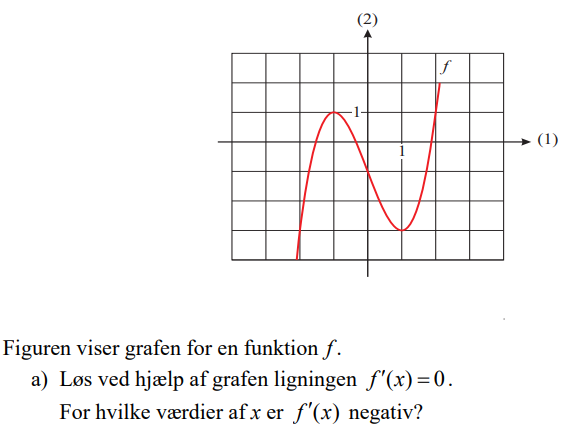 (2)
f
1
(1)
1
Figuren viser grafen for en funktion f.
a) Løs ved hjælp af grafen ligningen f'(x) = 0.
For hvilke værdier af x er f'(x) negativ?